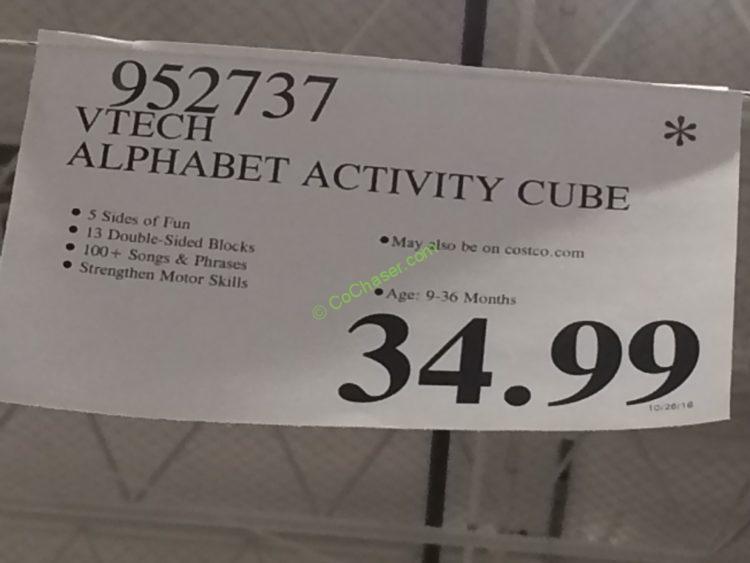 952737
VTECH
ALPHABET ACTIVITY CUBE
*
• 5 Sides of Fun
• 13 Double-Sided Blocks
• 100+ Songs & Phrases
• Strengthen Motor Skills
• May also be on costco.com
• Age: 9-36 Months
34.99
10/26/16
© CoChaser.com